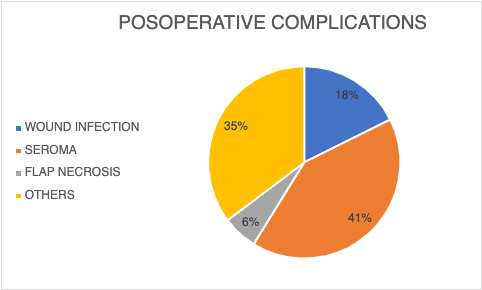 POSOPERATIVE COMPLICATIONS
WOUND INFECTION
SEROMA
FLAP NECROSIS
OTHERS
18%
35%
41%
6%